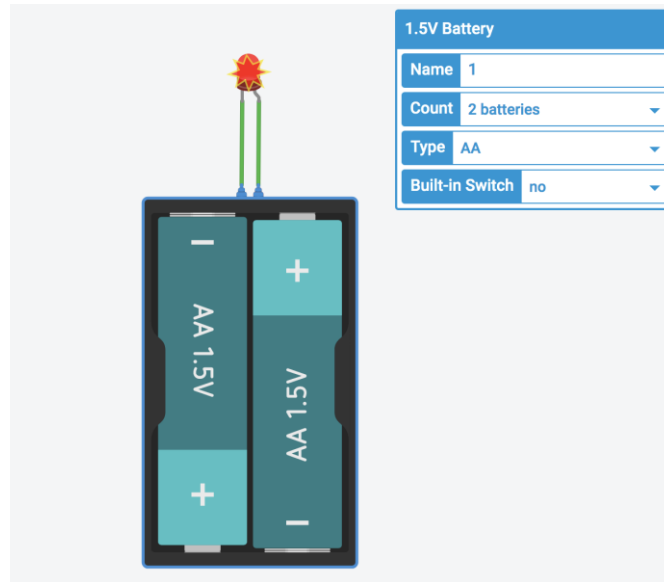 1.5V Battery
Name 1
Count 2 batteries
Type AA
Built-in Switch no
− +
AA 1.5V
AA 1.5V
+ −